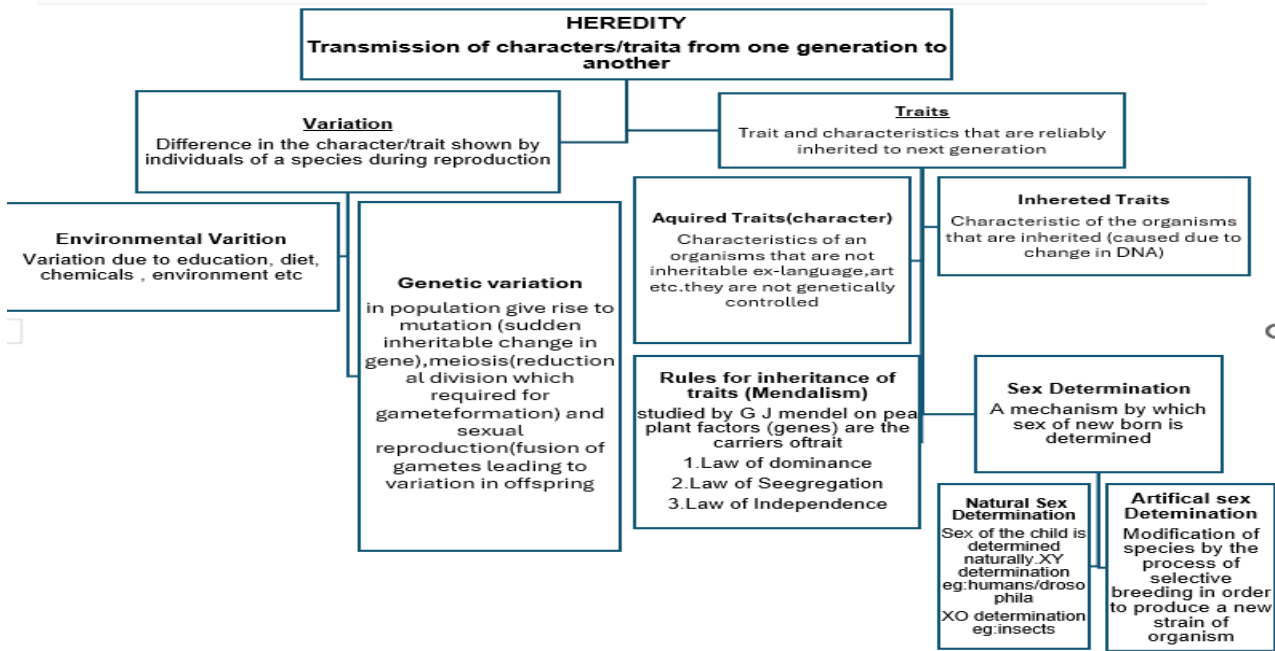 HEREDITY
Transmission of characters/traita from one generation to
another
Variation
Difference in the character/trait shown by
individuals of a species during reproduction
Traits
Trait and characteristics that are reliably
inherited to next generation
Environmental Varition
Variation due to education, diet,
chemicals , environment etc
Genetic variation
in population give rise to
mutation (sudden
inheritable change in
gene),meiosis(reduction
al division which
required for
gameteformation) and
sexual
reproduction(fusion of
gametes leading to
variation in offspring
Aquired Traits(character)
Characteristics of an
organisms that are not
inheritable ex-language,art
etc.they are not genetically
controlled
Inhereted Traits
Characteristic of the organisms
that are inherited (caused due to
change in DNA)
Rules for inheritance of
traits (Mendalism)
studied by G J mendel on pea
plant factors (genes) are the
carriers oftrait
1.Law of dominance
2.Law of Seegregation
3.Law of Independence
Sex Determination
A mechanism by which
sex of new born is
determined
Natural Sex
Determination
Sex of the child is
determined
naturally.XY
determination
eg:humans/droso
phila
XO determination
eg:insects
Artifical sex
Detemination
Modification of
species by the
process of
selective
breeding in order
to produce a new
strain of
organism